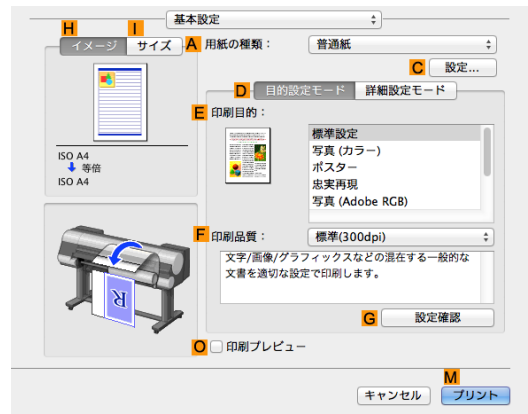 基本設定
H
I
イメージ
サイズ
A
用紙の種類：
普通紙
C
設定...
D
目的設定モード
詳細設定モード
E
印刷目的：
標準設定
写真 (カラー)
ポスター
忠実再現
写真 (Adobe RGB)
ISO A4
等倍
ISO A4
F
印刷品質：
標準(300dpi)
文字/画像/グラフィックスなどの混在する一般的な
文書を適切な設定で印刷します。
R
G
設定確認
O
印刷プレビュー
M
キャンセル
プリント